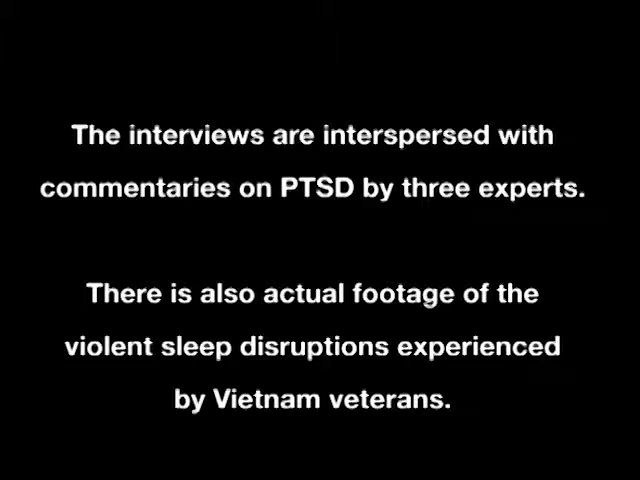 The interviews are interspersed with
commentaries on PTSD by three experts.
There is also actual footage of the
violent sleep disruptions experienced
by Vietnam veterans.